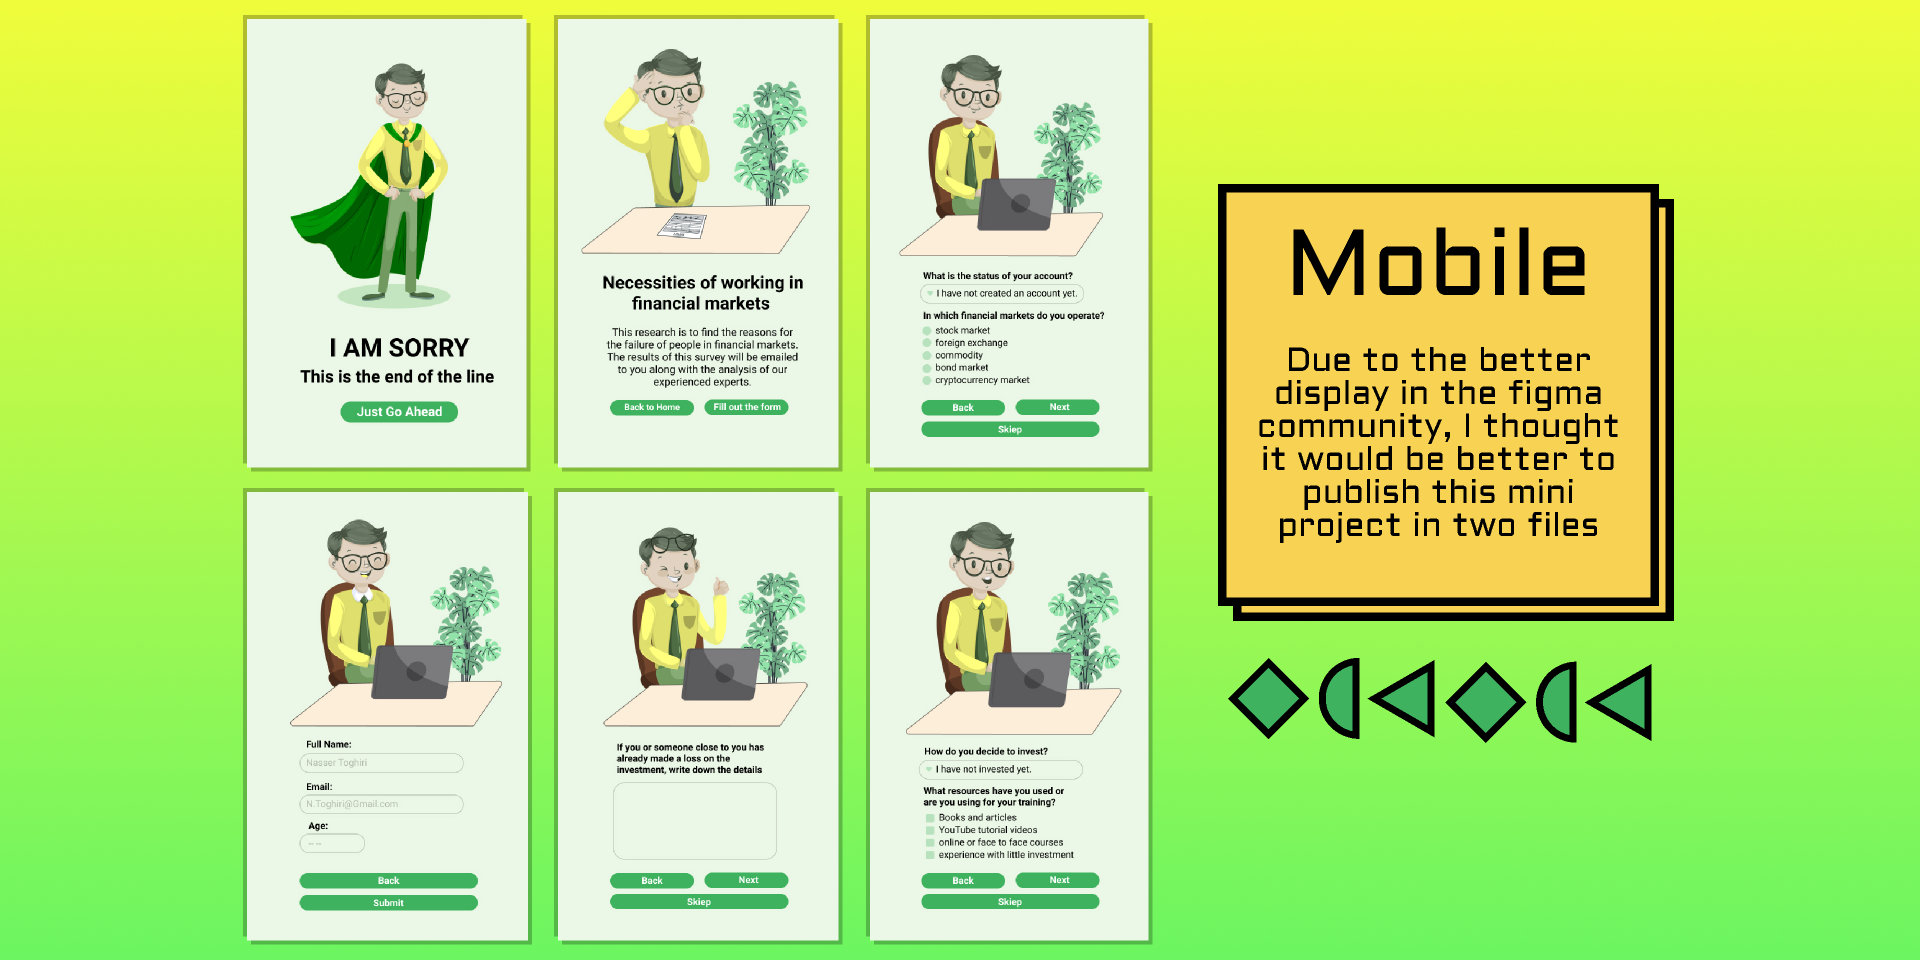 I AM SORRY
This is the end of the line
Just Go Ahead
Necessities of working in
financial markets
This research is to find the reasons for
the failure of people in financial markets.
The results of this survey will be emailed
to you along with the analysis of our
experienced experts.
Back to Home
Fill out the form
What is the status of your account?
I have not created an account yet.
In which financial markets do you operate?
stock market
foreign exchange
commodity
bond market
cryptocurrency market
Back
Next
Skiep
Full Name:
Nasser Toghiri
Email:
N.Toghiri@Gmail.com
Age:
-- --
Back
Submit
If you or someone close to you has
already made a loss on the
investment, write down the details
Back
Next
Skiep
How do you decide to invest?
I have not invested yet.
What resources have you used or
are you using for your training?
Books and articles
YouTube tutorial videos
online or face to face courses
experience with little investment
Back
Next
Skiep
Mobile
Due to the better
display in the figma
community, I thought
it would be better to
publish this mini
project in two files